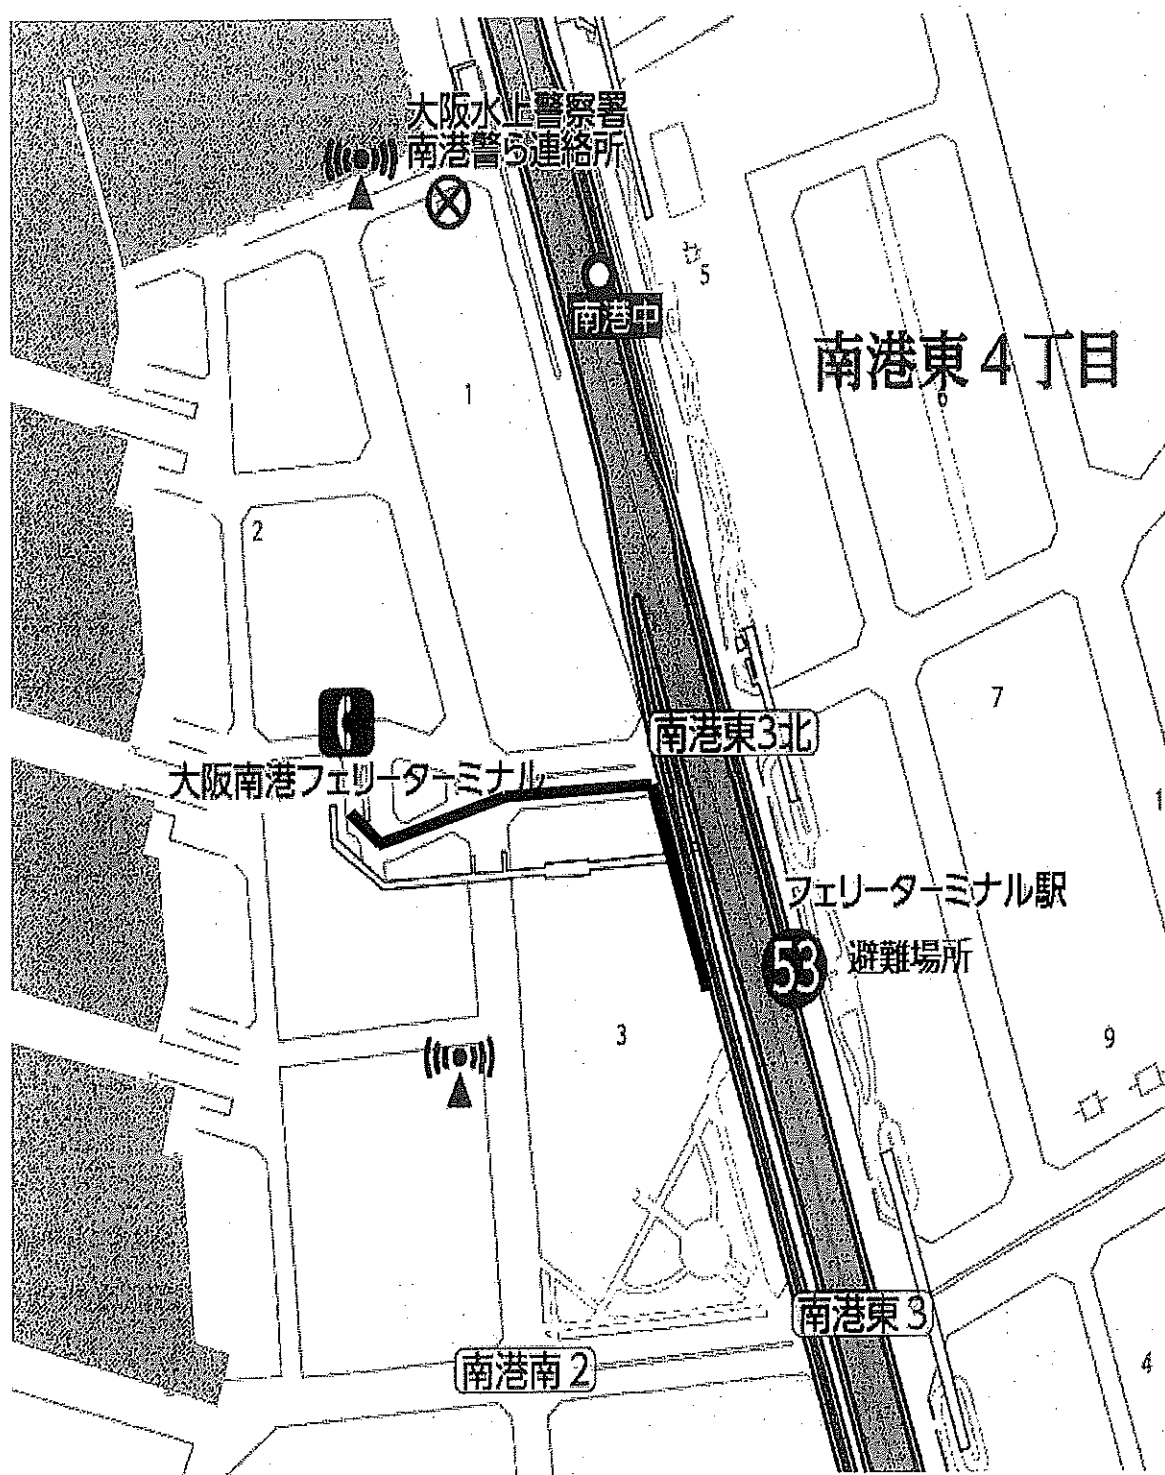 大阪水上警察署
南港警ら連絡所
5
南港中
南港東4丁目
6
1
2
7
南港東3北
大阪南港フェリーターミナル
1
フェリーターミナル駅
53 避難場所
3
9
南港東3
南港南2
4